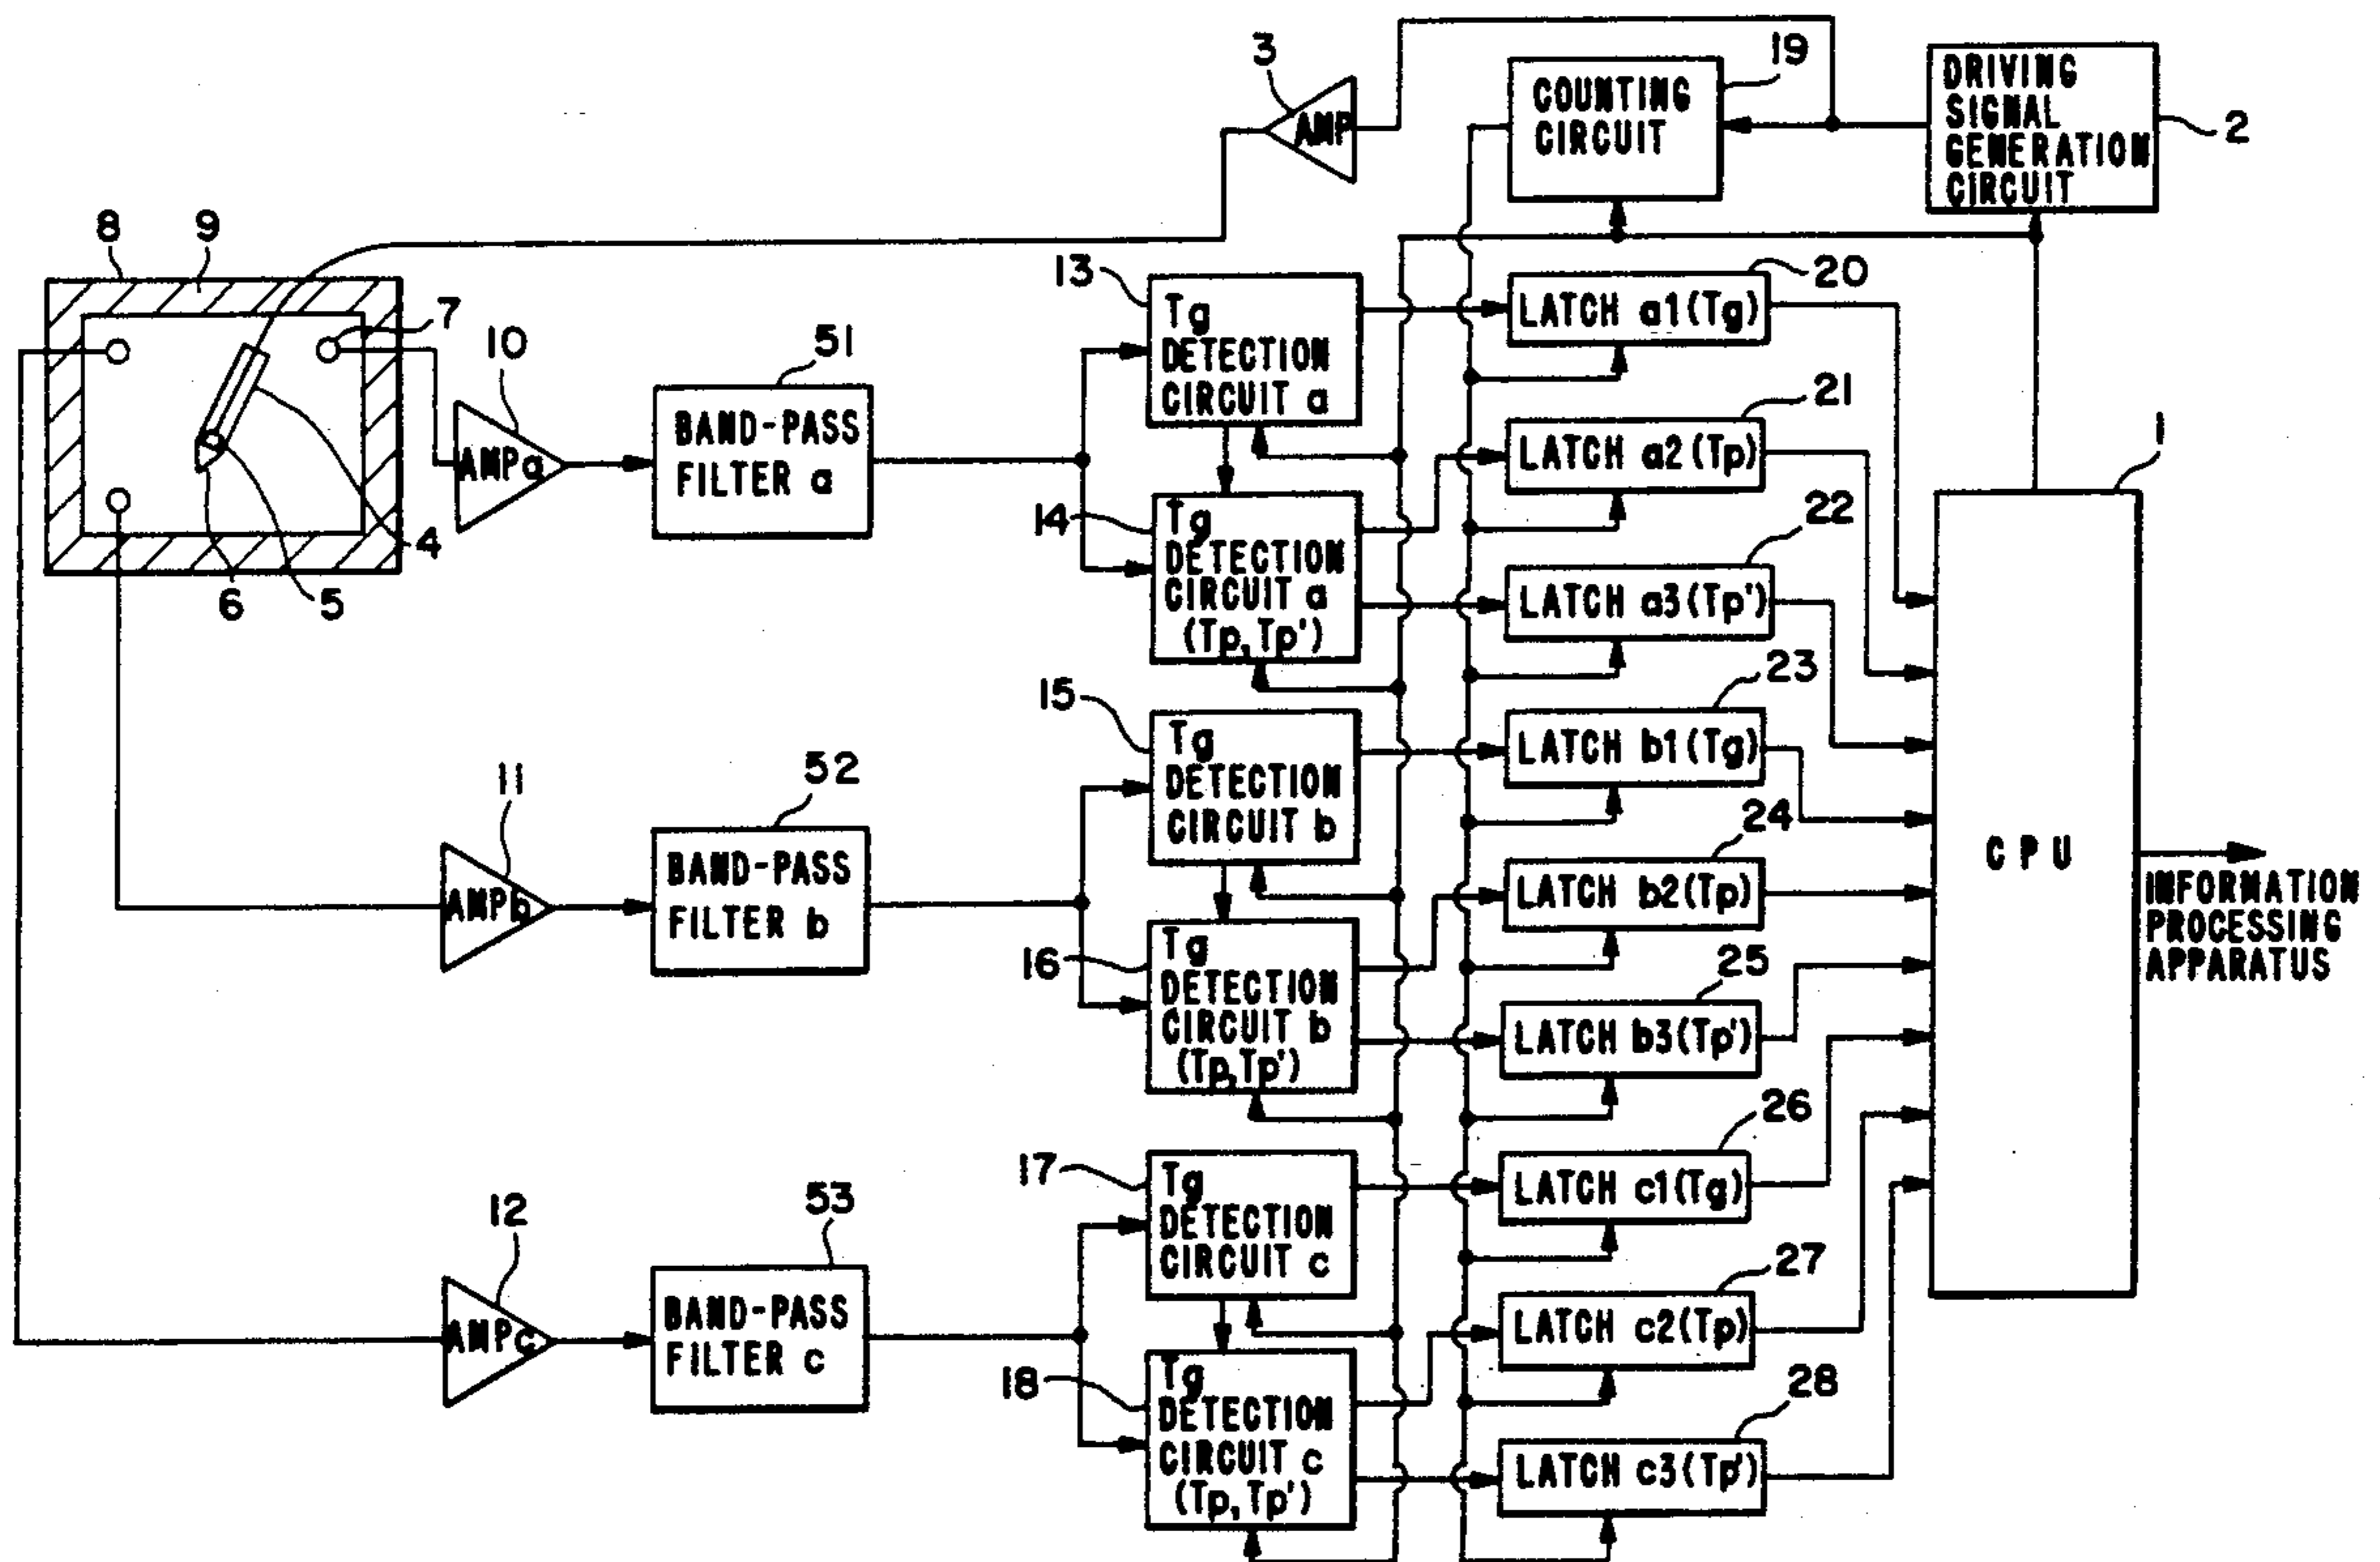 3
AMP
19
COUNTING
CIRCUIT
DRIVING
SIGNAL
GENERATION
CIRCUIT
2
8
9
7
4
5
6
10
AMPa
51
BAND-PASS
FILTER a
13
Tg
DETECTION
CIRCUIT a
14
Tg
DETECTION
CIRCUIT a
(Tp, Tp')
20
LATCH a1(Tg)
21
LATCH a2(Tp)
22
LATCH a3(Tp')
1
CPU
INFORMATION
PROCESSING
APPARATUS
11
AMPb
52
BAND-PASS
FILTER b
15
Tg
DETECTION
CIRCUIT b
16
Tg
DETECTION
CIRCUIT b
(Tp, Tp')
23
LATCH b1(Tg)
24
LATCH b2(Tp)
25
LATCH b3(Tp')
12
AMPc
53
BAND-PASS
FILTER c
17
Tg
DETECTION
CIRCUIT c
18
Tg
DETECTION
CIRCUIT c
(Tp, Tp')
26
LATCH c1(Tg)
27
LATCH c2(Tp)
28
LATCH c3(Tp')